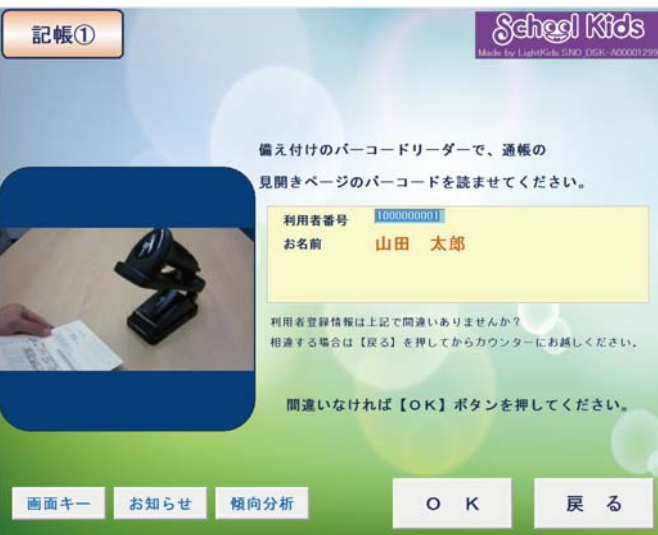 記帳①
School Kids
Made by LightKids SNO_DSK-A00001299
備え付けのバーコードリーダーで、通帳の
見開きページのバーコードを読ませてください。
利用者番号 1000000001
お名前 山田 太郎
利用者登録情報は上記で間違いありませんか？
相違する場合は【戻る】を押してからカウンターにお越しください。
間違いなければ【ＯＫ】ボタンを押してください。
画面キー お知らせ 傾向分析 ＯＫ 戻る